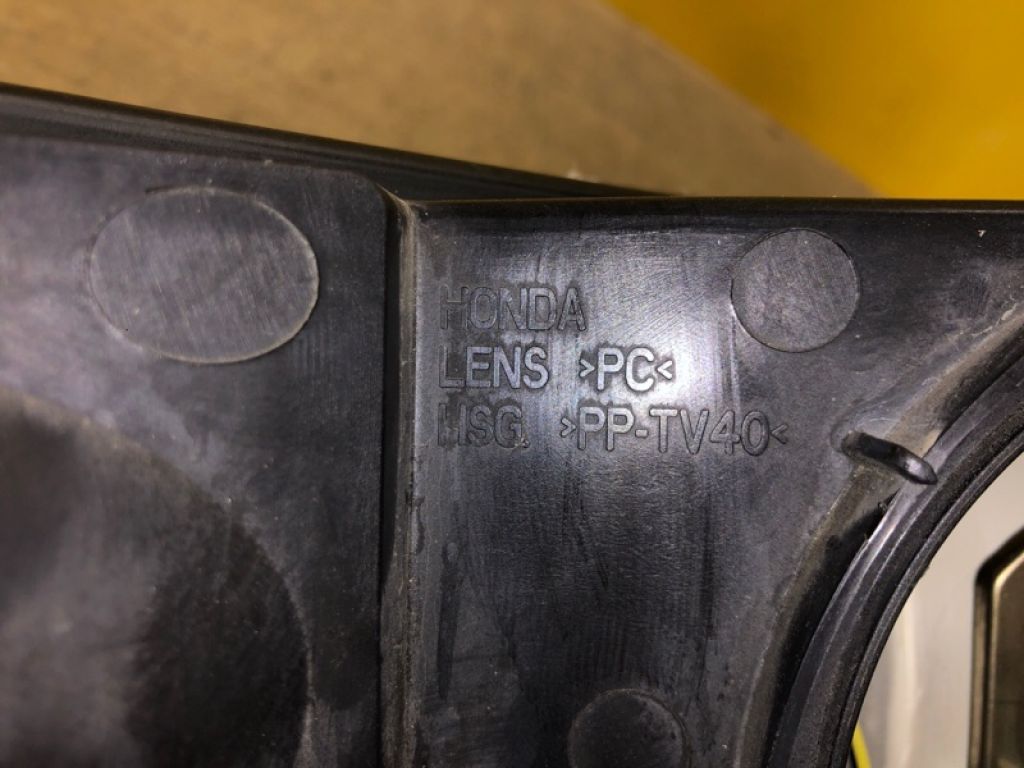 HONDA
LENS >PC<
HSG. >PP-TV40<